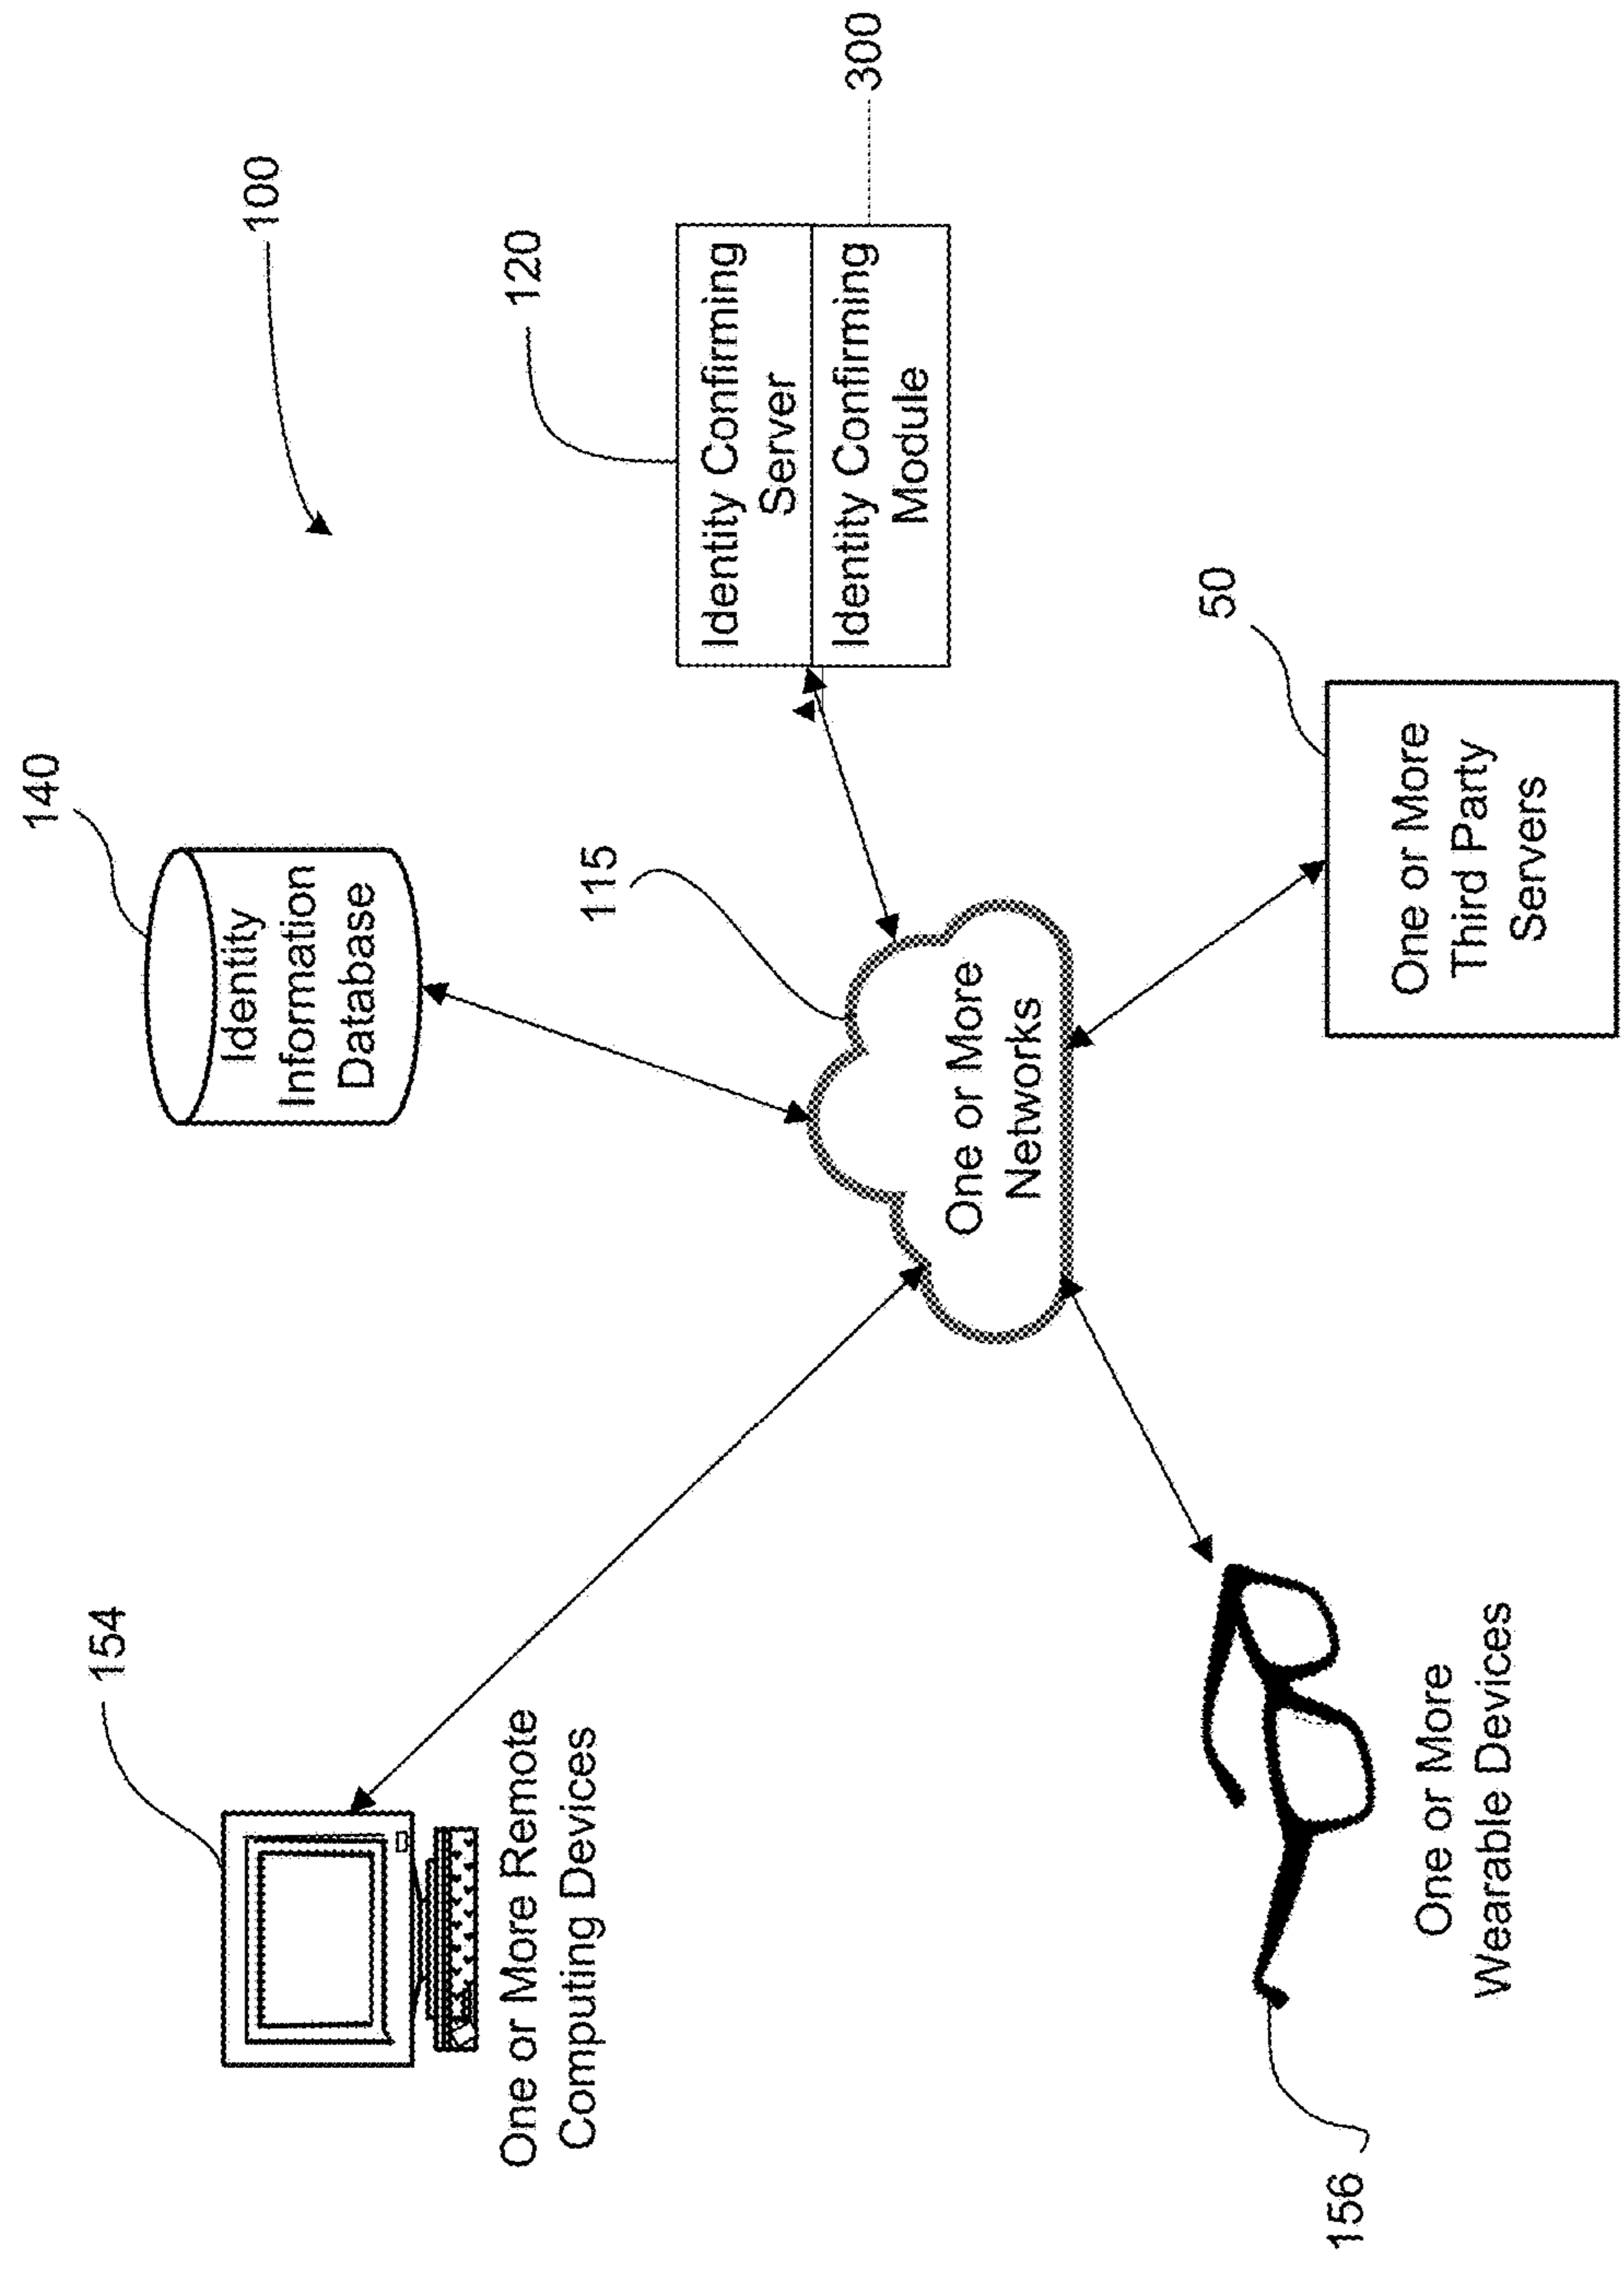 100
140
154
Identity
Information
Database
120
Identity Confirming
Server
Identity Confirming
Module
300
115
One or More Remote
Computing Devices
One or More
Networks
50
One or More
Third Party
Servers
156
One or More
Wearable Devices